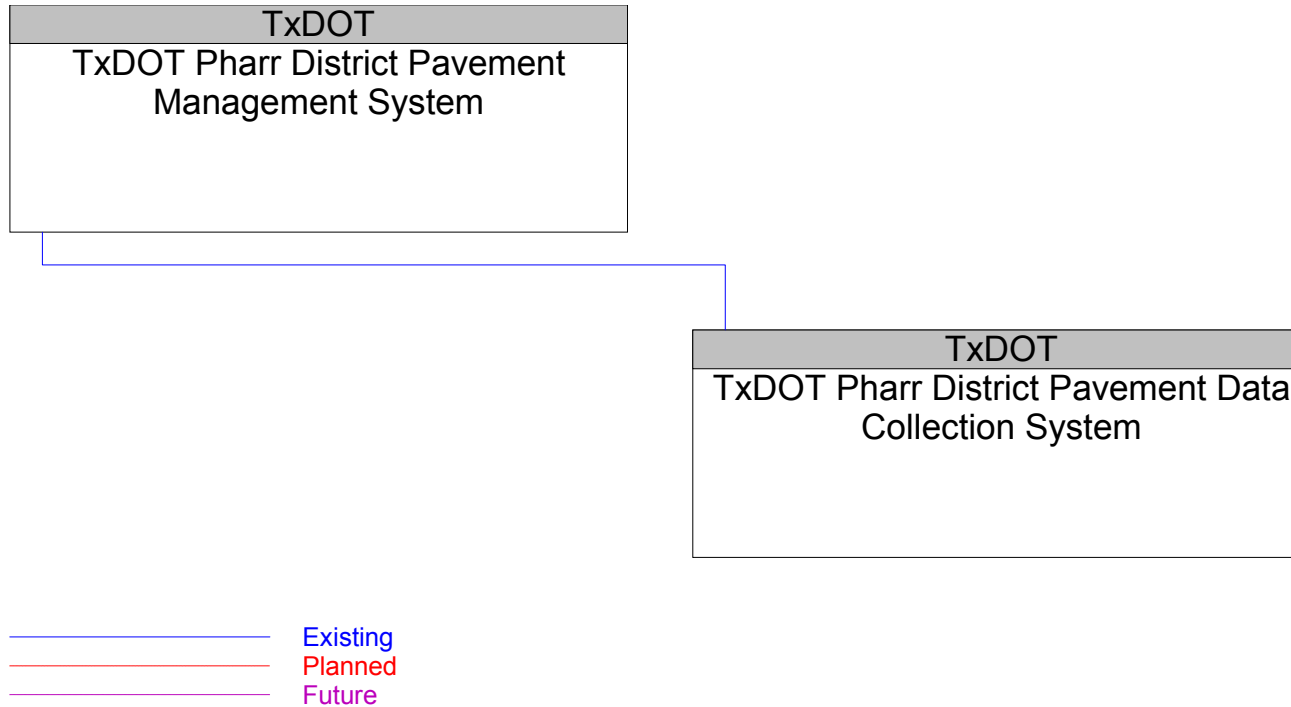 TxDOT
TxDOT Pharr District Pavement
Management System
TxDOT
TxDOT Pharr District Pavement Data
Collection System
Existing
Planned
Future